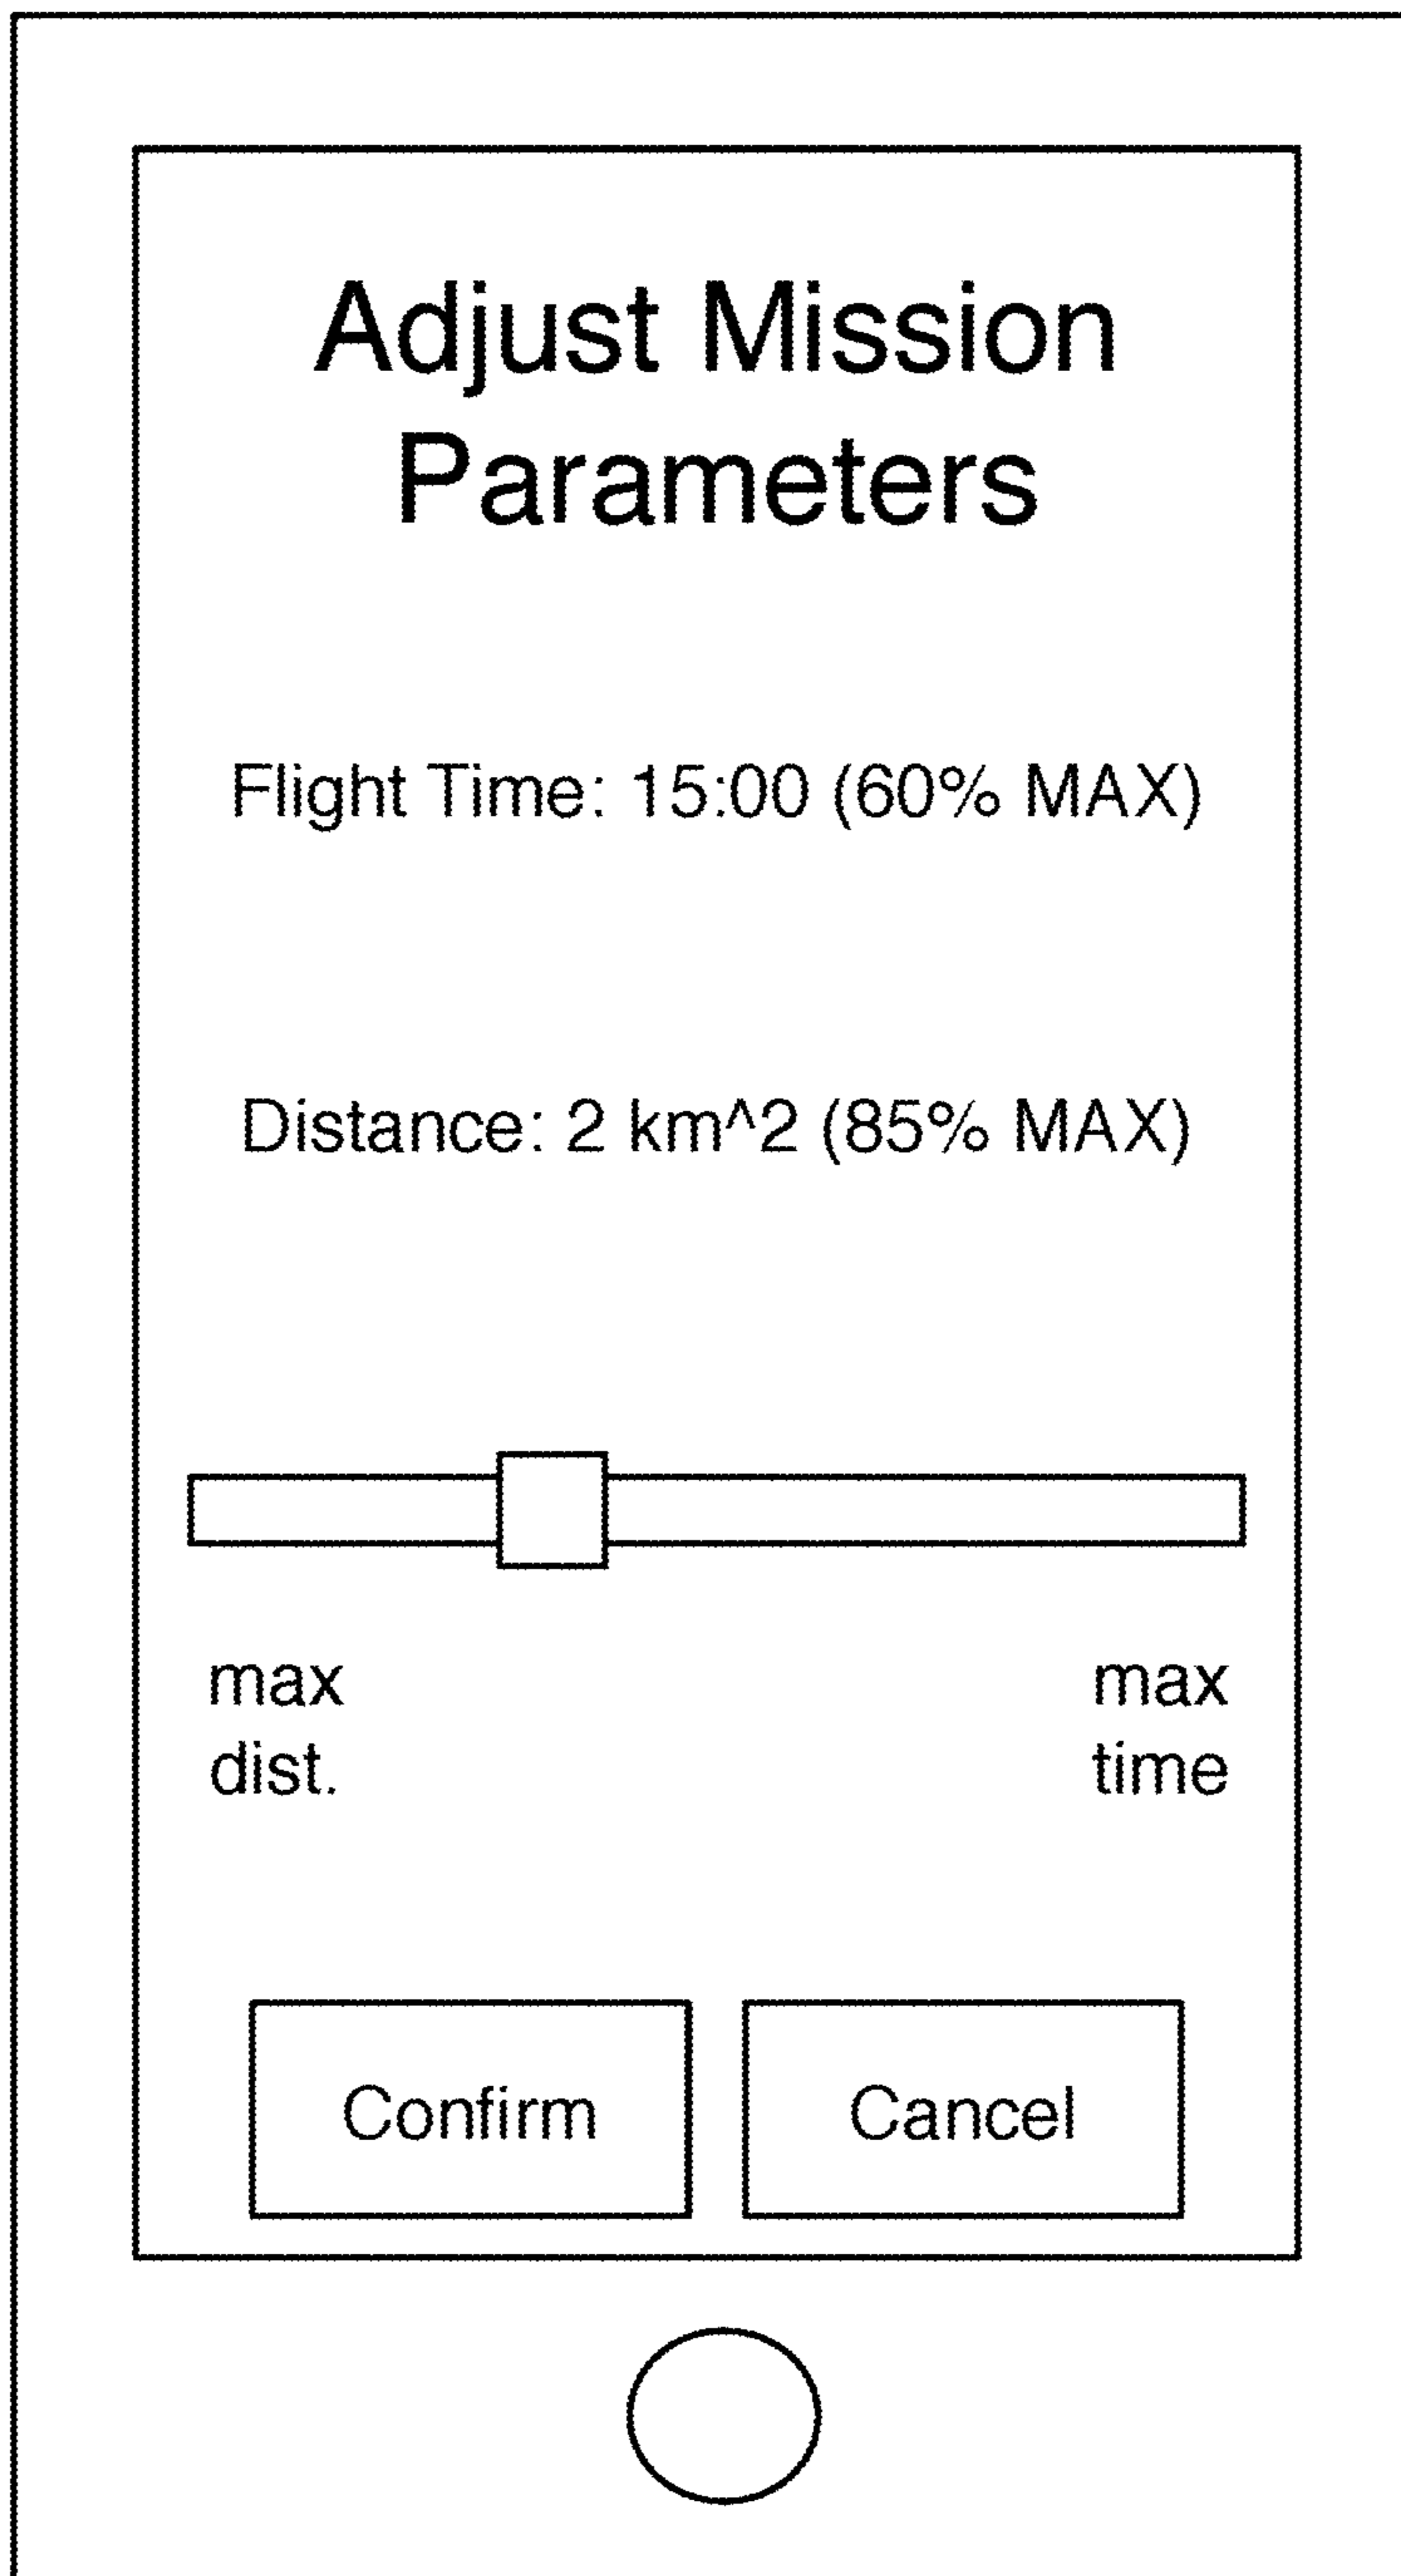 Adjust Mission
Parameters
Flight Time: 15:00 (60% MAX)
Distance: 2 km^2 (85% MAX)
max max
dist. time
Confirm Cancel